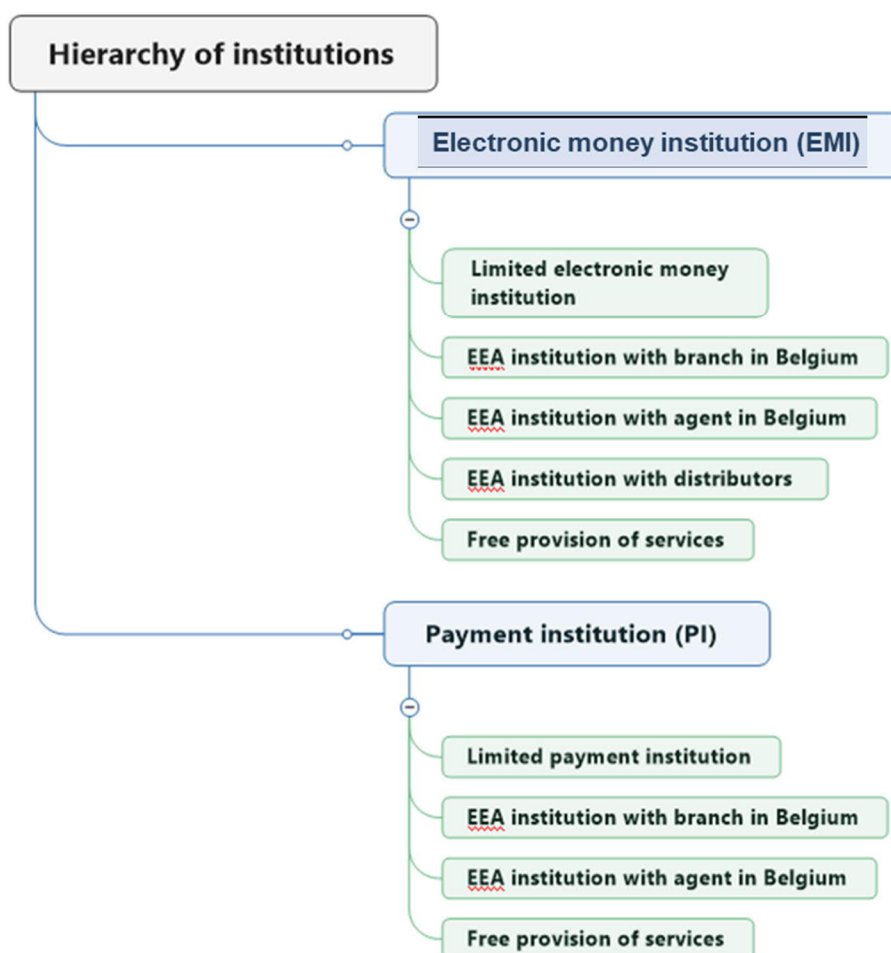 Hierarchy of institutions
Electronic money institution (EMI)
Limited electronic money
institution
EEA institution with branch in Belgium
EEA institution with agent in Belgium
EEA institution with distributors
Free provision of services
Payment institution (PI)
Limited payment institution
EEA institution with branch in Belgium
EEA institution with agent in Belgium
Free provision of services